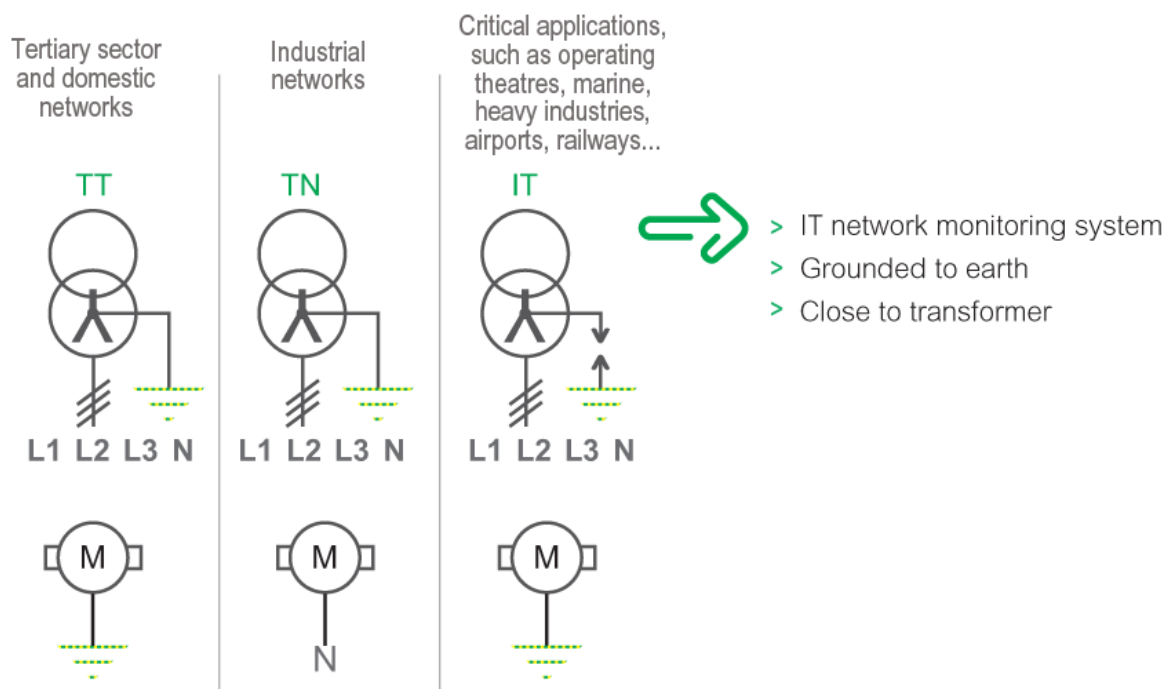 Tertiary sector
and domestic
networks
TT
L1 L2 L3 N
M
Industrial
networks
TN
L1 L2 L3 N
M
N
Critical applications,
such as operating
theatres, marine,
heavy industries,
airports, railways...
IT
L1 L2 L3 N
M
> IT network monitoring system
> Grounded to earth
> Close to transformer